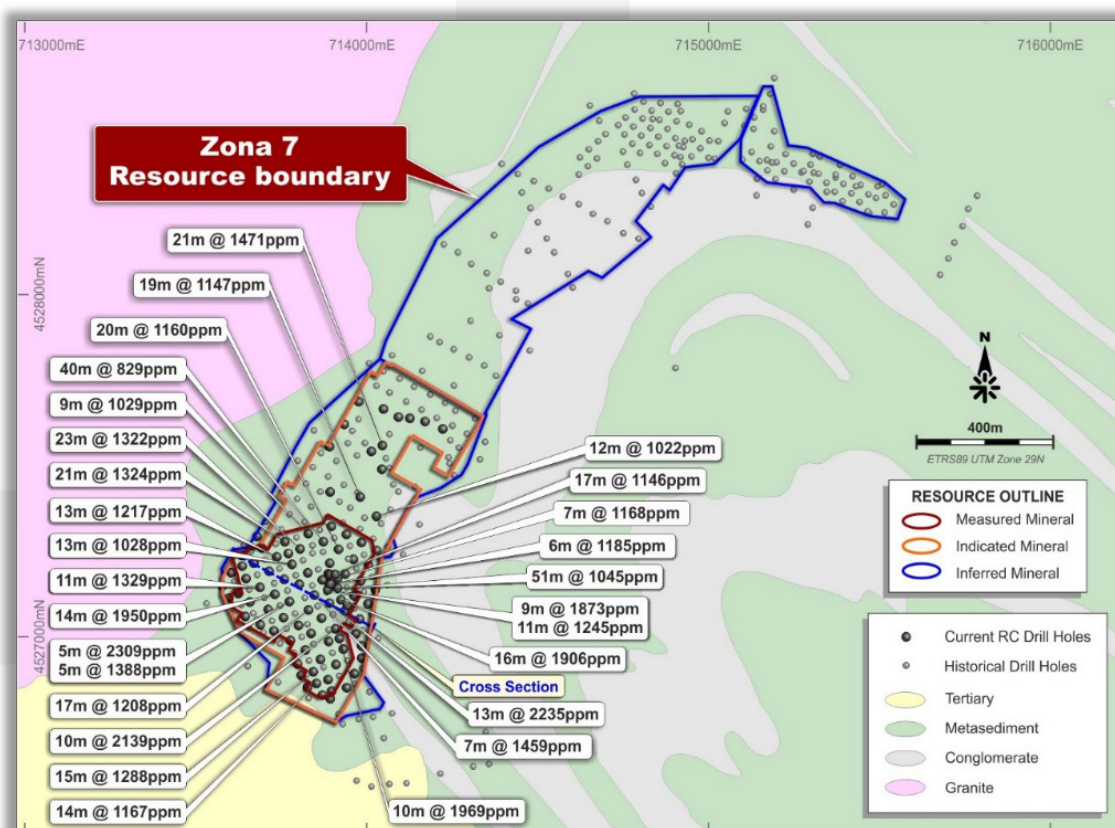 713000mE
714000mE
715000mE
716000mE
Zona 7
Resource boundary
21m @ 1471ppm
19m @ 1147ppm
4528000mN
20m @ 1160ppm
N
40m @ 829ppm
9m @ 1029ppm
400m
23m @ 1322ppm
12m @ 1022ppm
ETRS89 UTM Zone 29N
21m @ 1324ppm
17m @ 1146ppm
RESOURCE OUTLINE
13m @ 1217ppm
7m @ 1168ppm
Measured Mineral
13m @ 1028ppm
6m @ 1185ppm
Indicated Mineral
11m @ 1329ppm
51m @ 1045ppm
Inferred Mineral
14m @ 1950ppm
9m @ 1873ppm
11m @ 1245ppm
4527000mN
5m @ 2309ppm
5m @ 1388ppm
16m @ 1906ppm
Current RC Drill Holes
Historical Drill Holes
Cross Section
17m @ 1208ppm
13m @ 2235ppm
Tertiary
10m @ 2139ppm
7m @ 1459ppm
Metasediment
15m @ 1288ppm
Conglomerate
14m @ 1167ppm
10m @ 1969ppm
Granite